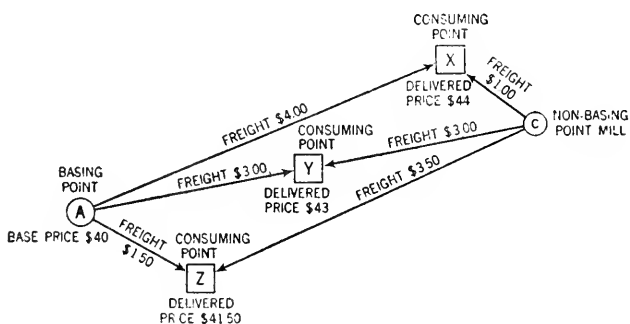 CONSUMING
POINT
X
DELIVERED
PRICE $44
FREIGHT
$1.00
C
NON-BASING
POINT MILL
FREIGHT $4.00
CONSUMING
POINT
FREIGHT $3.00
Y
DELIVERED
PRICE $43
FREIGHT $3.00
FREIGHT $3.50
BASING
POINT
A
BASE PRICE $40
FREIGHT
$1.50
CONSUMING
POINT
Z
DELIVERED
PRICE $41.50